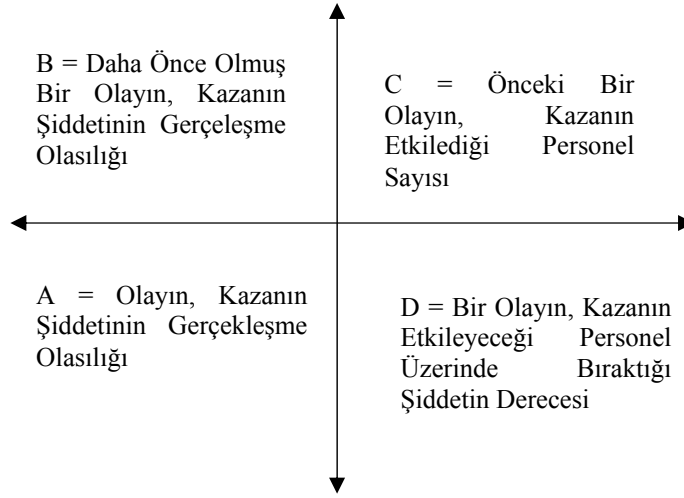 B = Daha Önce Olmuş
Bir Olayın, Kazanın
Şiddetinin Gerçeleşme
Olasılığı
C = Önceki Bir
Olayın, Kazanın
Etkilediği Personel
Sayısı
A = Olayın, Kazanın
Şiddetinin Gerçekleşme
Olasılığı
D = Bir Olayın, Kazanın
Etkileyeceği Personel
Üzerinde Bıraktığı
Şiddetin Derecesi